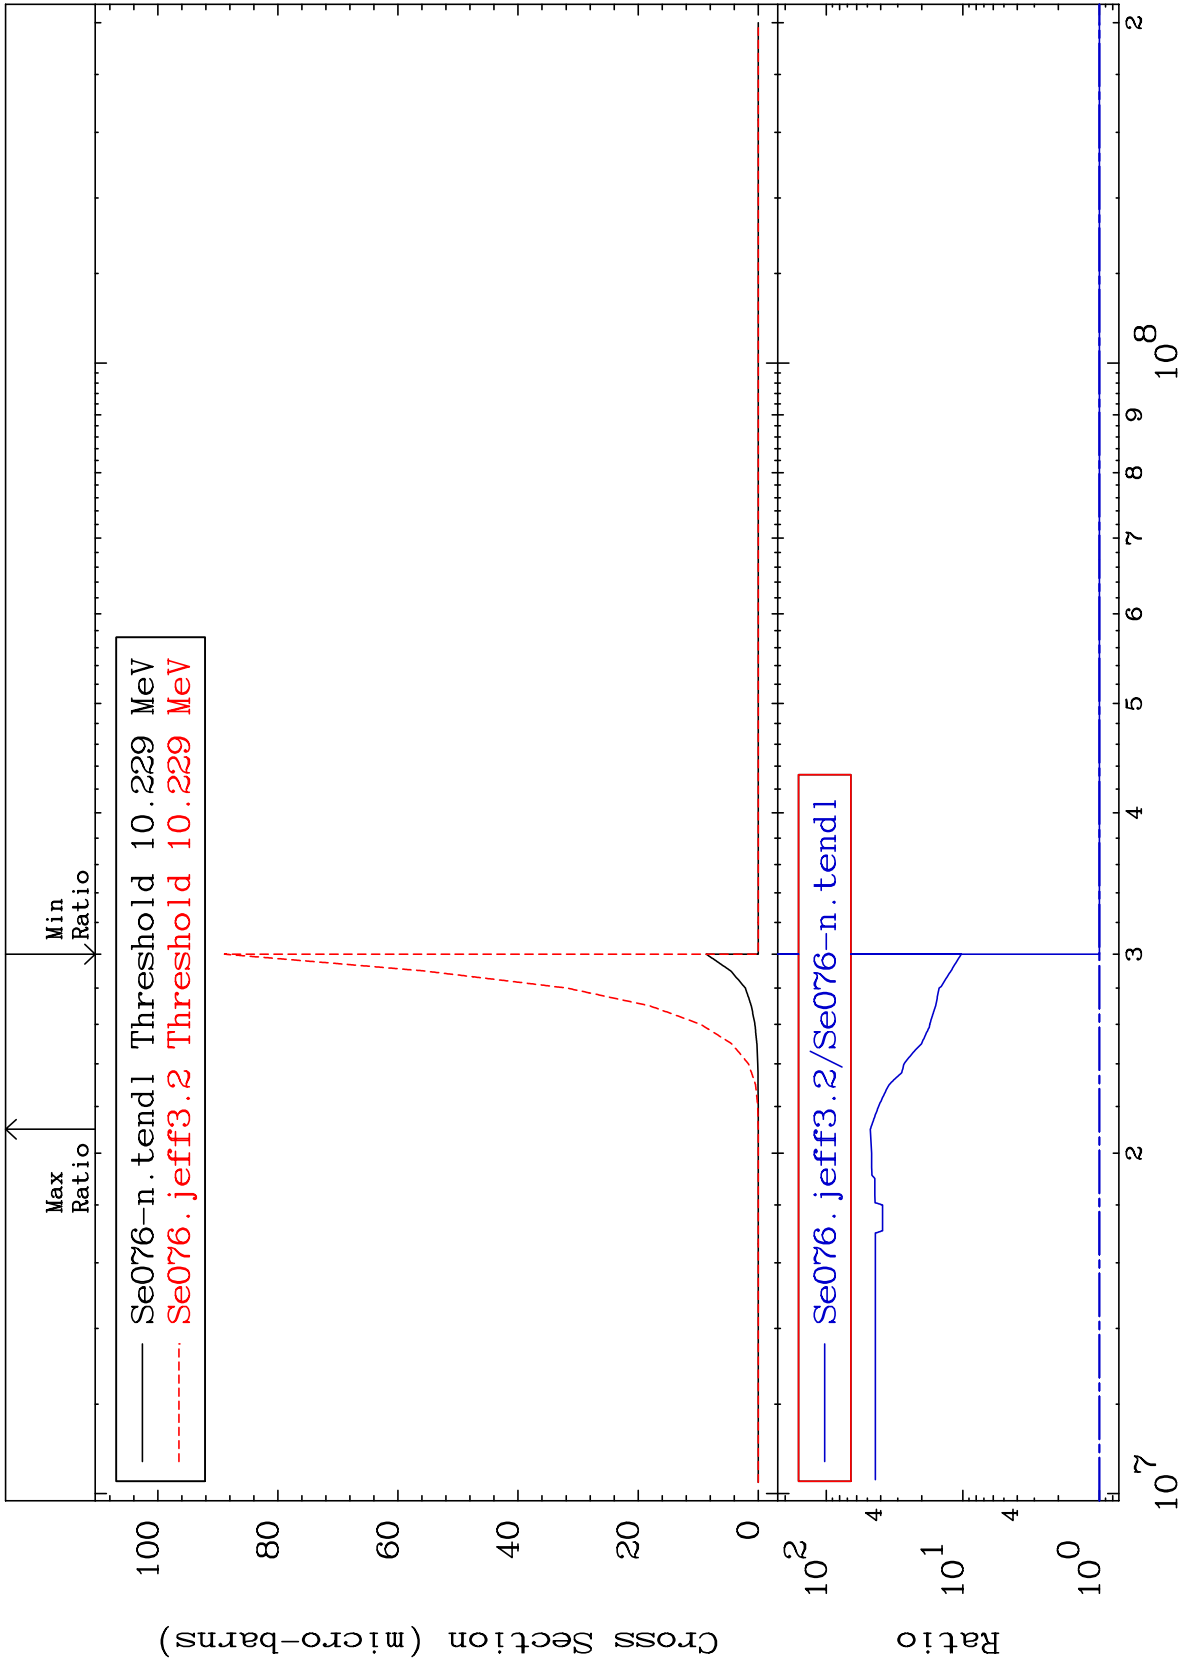 Max
Ratio
Min
Ratio
Se076-n.tendl Threshold 10.229 MeV
Se076.jeff3.2 Threshold 10.229 MeV
Cross Section (micro-barns)
100
80
60
40
20
0
Se076.jeff3.2/Se076-n.tendl
Ratio
10²
4
10¹
4
10⁰
10⁷
2
3
4
5
6
7
8
9
10⁸
2